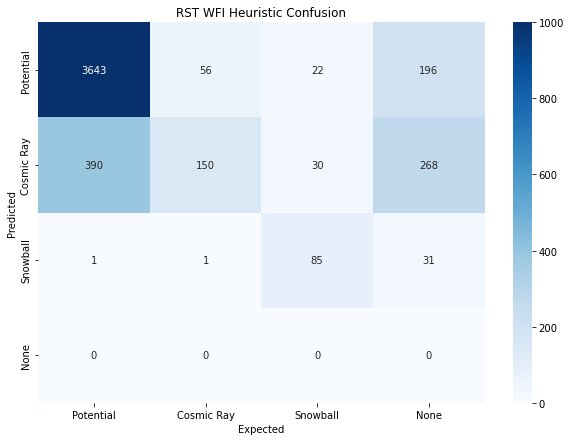 RST WFI Heuristic Confusion
Potential 3643 56 22 196
Cosmic Ray 390 150 30 268
Snowball 1 1 85 31
None 0 0 0 0
Potential Cosmic Ray Snowball None
Expected
Predicted
1000
800
600
400
200
0